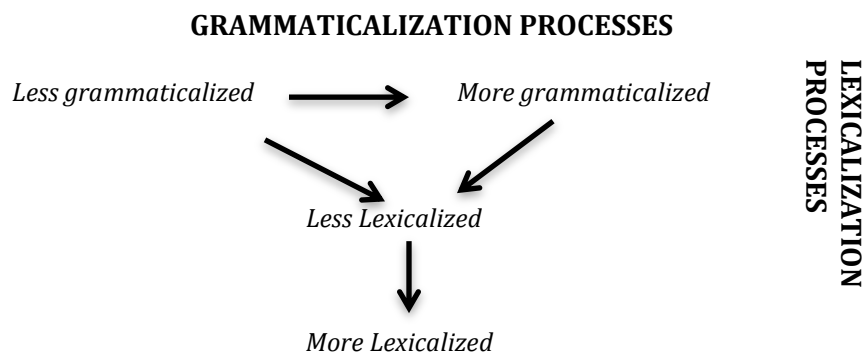 GRAMMATICALIZATION PROCESSES
Less grammaticalized
More grammaticalized
LEXICALIZATION
PROCESSES
Less Lexicalized
More Lexicalized